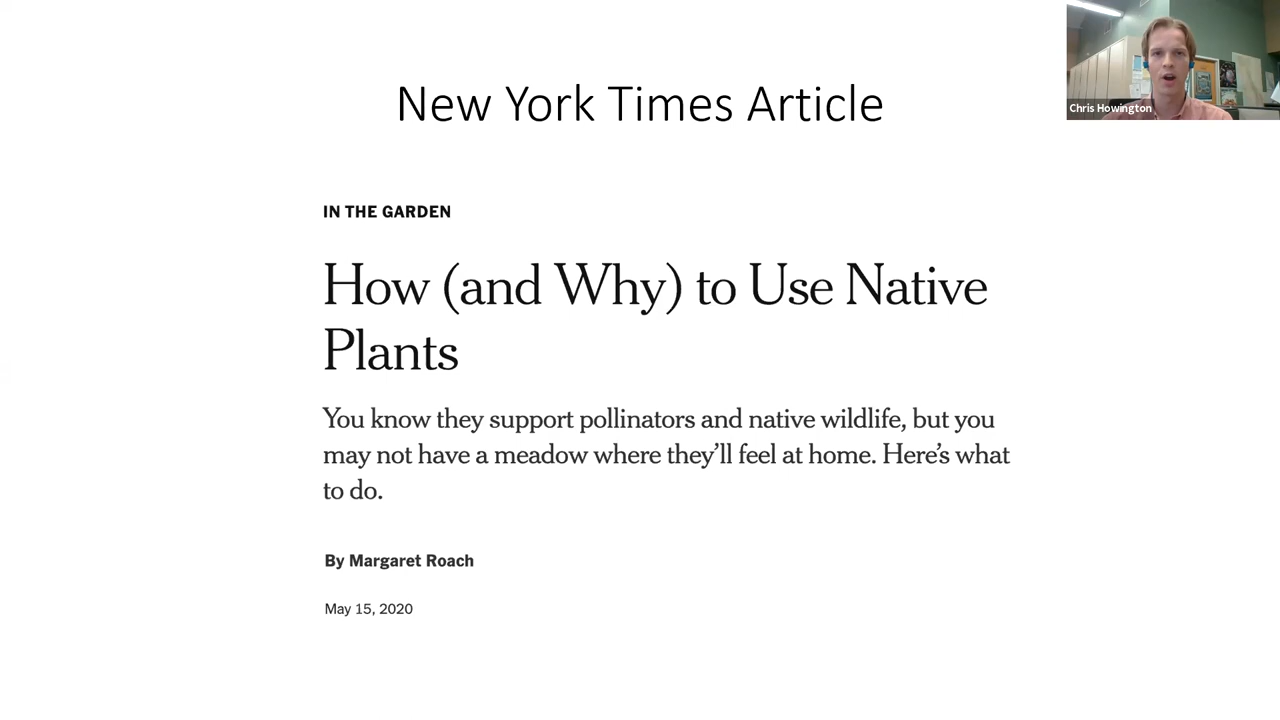 New York Times Article
Chris Howington
IN THE GARDEN
How (and Why) to Use Native
Plants
You know they support pollinators and native wildlife, but you
may not have a meadow where they’ll feel at home. Here’s what
to do.
By Margaret Roach
May 15, 2020